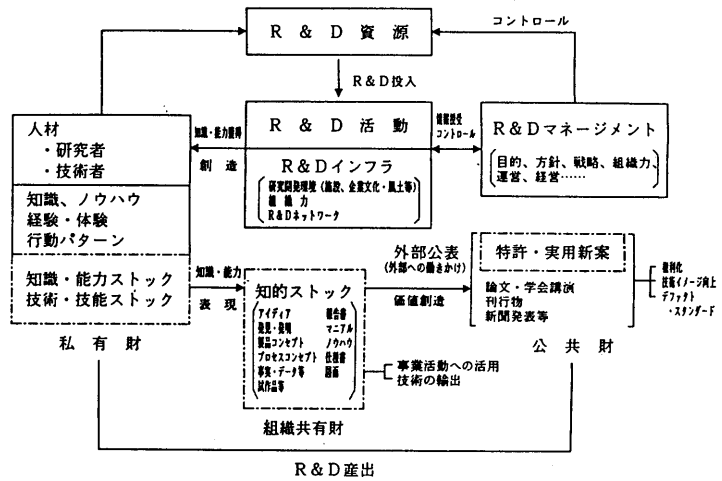 R & D 資源
コントロール
R&D投入
人材
・研究者
・技術者
知識、ノウハウ
経験・体験
行動パターン
知識・能力ストック
技術・技能ストック
私有財
知識・能力獲得
創造
R & D 活動
R&Dインフラ
研究開発環境(施設、企業文化・風土等)
組織力
R&Dネットワーク
情報授受
コントロール
R&Dマネージメント
目的、方針、戦略、組織力、
運営、経営……
知識・能力
表現
知的ストック
アイディア
発見・発明
製品コンセプト
プロセスコンセプト
事実・データ等
試作品等
報告書
マニアル
ノウハウ
仕様書
図面
組織共有財
事業活動への活用
技術の輸出
外部公表
(外部への働きかけ)
価値創造
特許・実用新案
論文・学会講演
刊行物
新聞発表等
公共財
権利化
技術イメージ向上
デファクト
・スタンダード
R&D産出